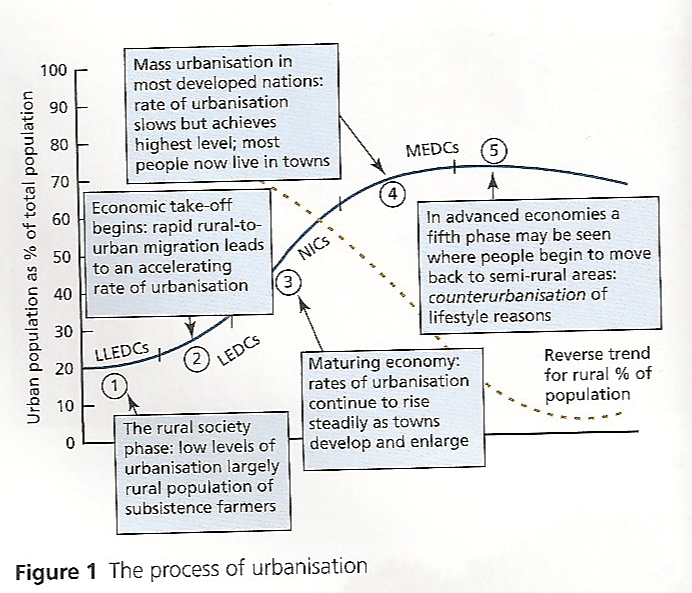 Urban population as % of total population
100
90
80
70
60
50
40
30
20
10
0
Mass urbanisation in
most developed nations:
rate of urbanisation
slows but achieves
highest level; most
people now live in towns
Economic take-off
begins: rapid rural-to-
urban migration leads
to an accelerating
rate of urbanisation
MEDCs
5
4
In advanced economies a
fifth phase may be seen
where people begin to move
back to semi-rural areas:
counterurbanisation of
lifestyle reasons
NICs
3
LLEDCs
2
LEDCs
1
Maturing economy:
rates of urbanisation
continue to rise
steadily as towns
develop and enlarge
Reverse trend
for rural % of
population
The rural society
phase: low levels of
urbanisation largely
rural population of
subsistence farmers
Figure 1 The process of urbanisation